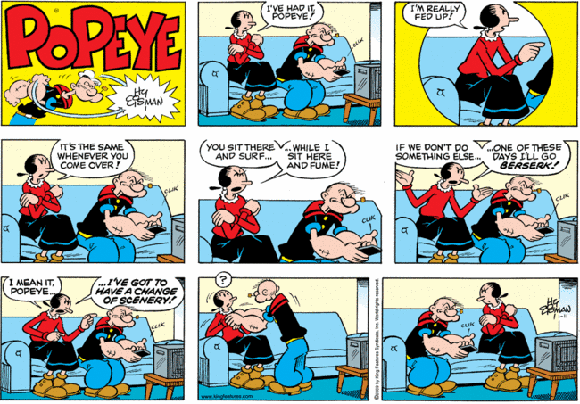 POPEYE
HY
EISMAN
I'VE HAD IT,
POPEYE!
CLIK
I'M REALLY
FED UP!
IT'S THE SAME
WHENEVER YOU
COME OVER!
CLIK
YOU SIT THERE
AND SURF...
...WHILE I
SIT HERE
AND FUME!
CLIK
IF WE DON'T DO
SOMETHING ELSE...
...ONE OF THESE
DAYS I'LL GO
BERSERK!
CLIK
I MEAN IT,
POPEYE...
...I'VE GOT TO
HAVE A CHANGE
OF SCENERY!
CLIK
?
www.kingfeatures.com
CLIK
HY
EISMAN